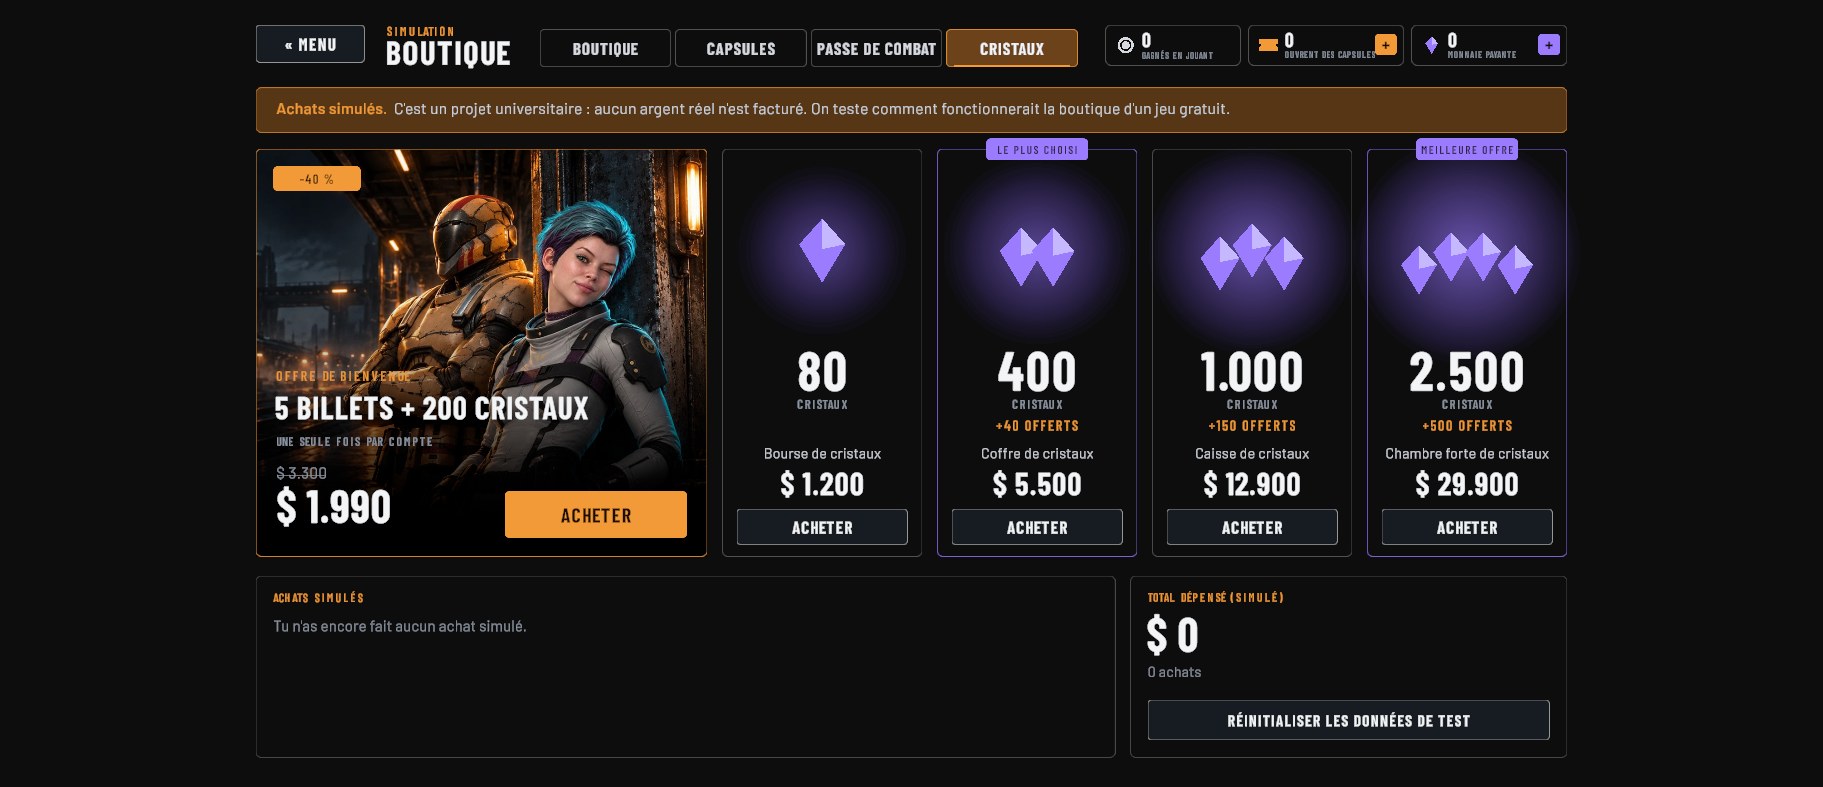 « MENU
SIMULATION
BOUTIQUE
BOUTIQUE
CAPSULES
PASSE DE COMBAT
CRISTAUX
0
GAGNÉS EN JOUANT
0
OUVRENT DES CAPSULES
+
0
MONNAIE PAYANTE
+
Achats simulés. C'est un projet universitaire : aucun argent réel n'est facturé. On teste comment fonctionnerait la boutique d'un jeu gratuit.
-40 %
OFFRE DE BIENVENUE
5 BILLETS + 200 CRISTAUX
UNE SEULE FOIS PAR COMPTE
$ 3.300
$ 1.990
ACHETER
80
CRISTAUX
Bourse de cristaux
$ 1.200
ACHETER
LE PLUS CHOISI
400
CRISTAUX
+40 OFFERTS
Coffre de cristaux
$ 5.500
ACHETER
1.000
CRISTAUX
+150 OFFERTS
Caisse de cristaux
$ 12.900
ACHETER
MEILLEURE OFFRE
2.500
CRISTAUX
+500 OFFERTS
Chambre forte de cristaux
$ 29.900
ACHETER
ACHATS SIMULÉS
Tu n'as encore fait aucun achat simulé.
TOTAL DÉPENSÉ (SIMULÉ)
$ 0
0 achats
RÉINITIALISER LES DONNÉES DE TEST